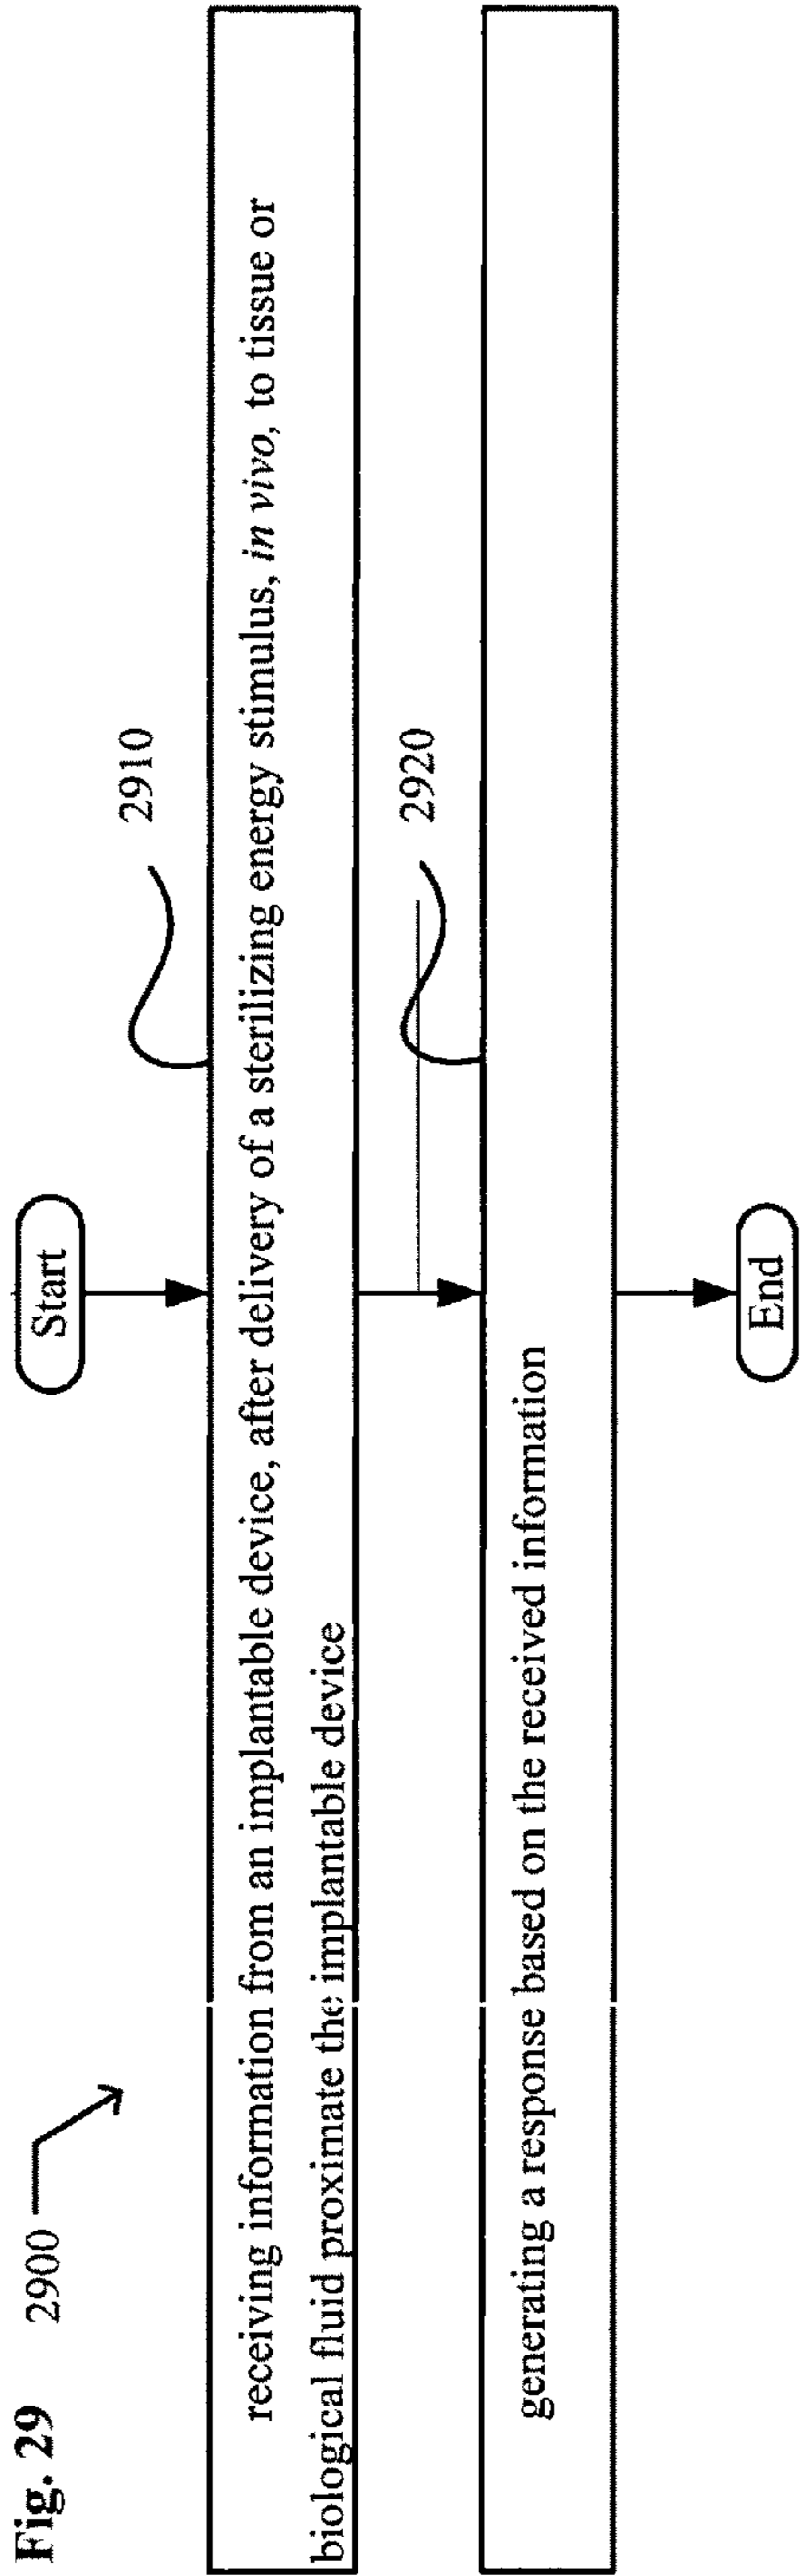 Fig. 29
2900
Start
2910
receiving information from an implantable device, after delivery of a sterilizing energy stimulus, in vivo, to tissue or
biological fluid proximate the implantable device
2920
generating a response based on the received information
End